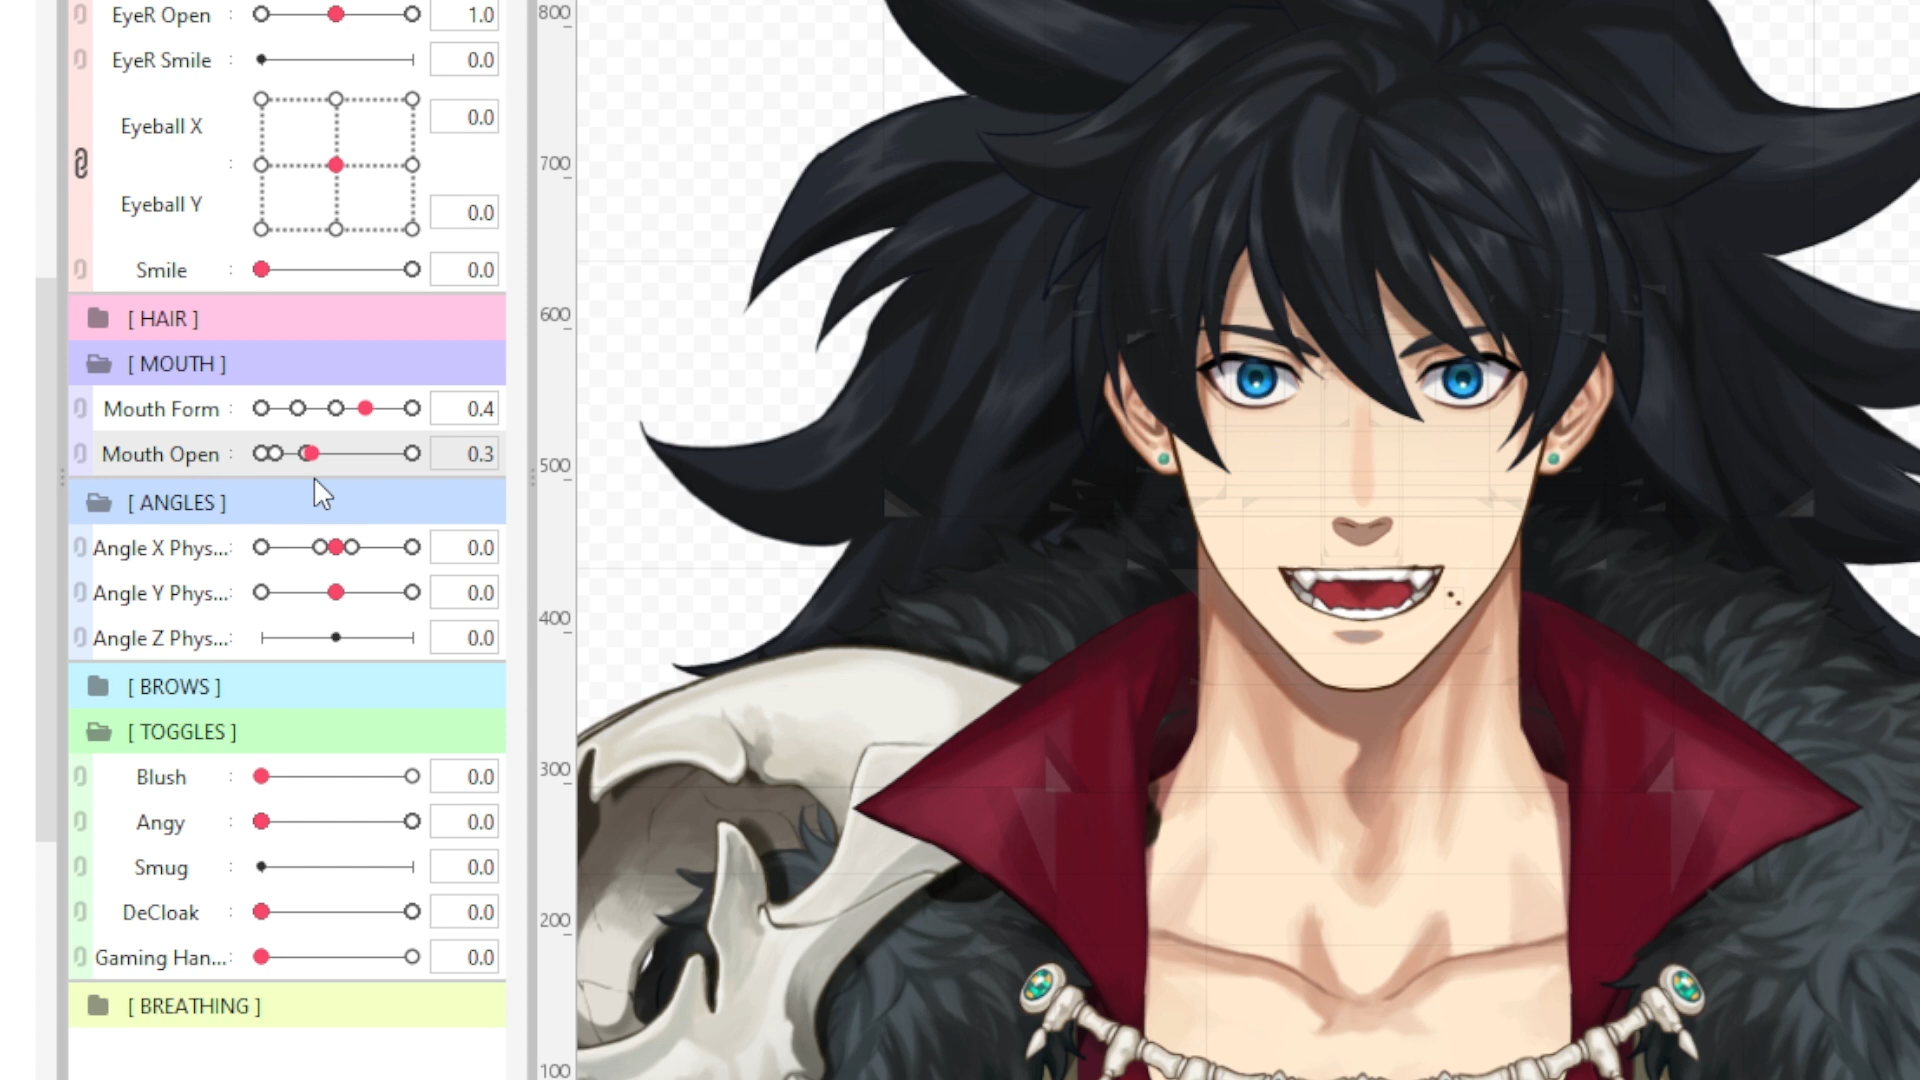 EyeR Open : 1.0
EyeR Smile : 0.0
Eyeball X 0.0
:
Eyeball Y 0.0
Smile : 0.0
[ HAIR ]
[ MOUTH ]
Mouth Form : 0.4
Mouth Open : 0.3
[ ANGLES ]
Angle X Phys...: 0.0
Angle Y Phys...: 0.0
Angle Z Phys...: 0.0
[ BROWS ]
[ TOGGLES ]
Blush : 0.0
Angy : 0.0
Smug : 0.0
DeCloak : 0.0
Gaming Han...: 0.0
[ BREATHING ]
800
700
600
500
400
300
200
100